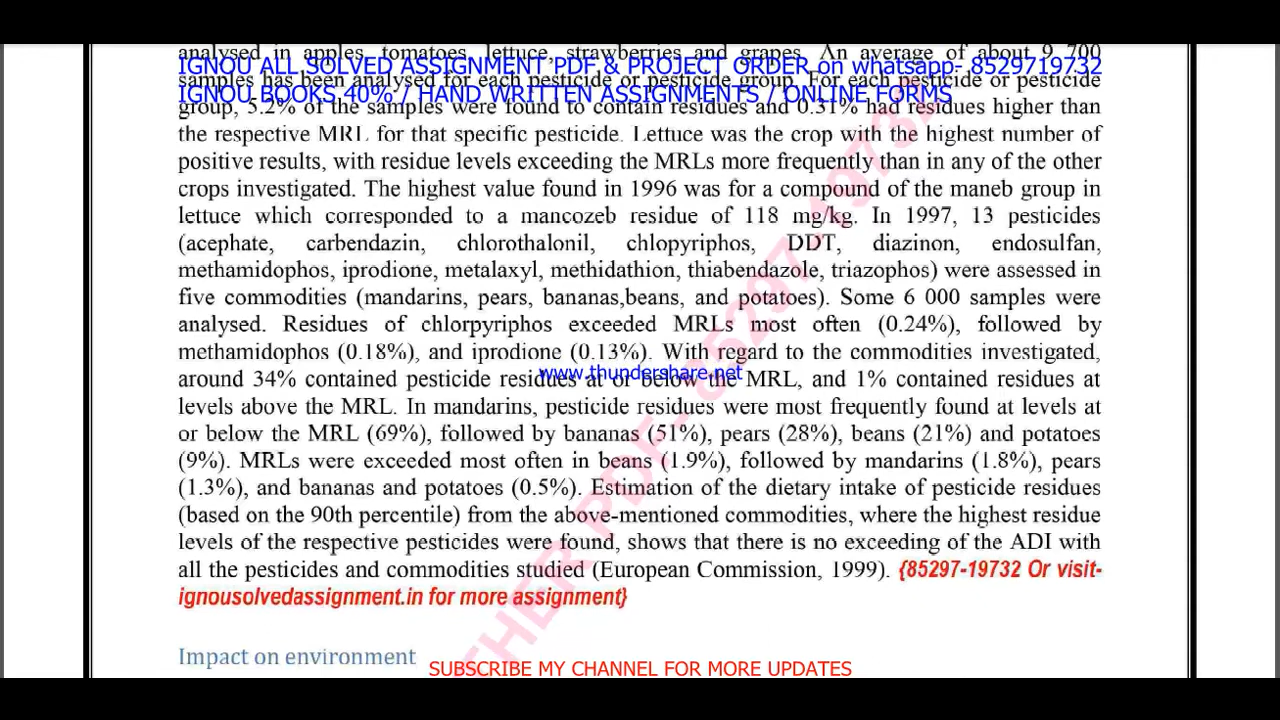 analysed in apples, tomatoes, lettuce, strawberries and grapes. An average of about 9 700
IGNOU ALL SOLVED ASSIGNMENT PDF & PROJECT ORDER on whatsapp- 8529719732
samples has been analysed for each pesticide or pesticide group. For each pesticide or pesticide
IGNOU BOOKS 40% / HAND WRITTEN ASSIGNMENTS / ONLINE FORMS
group, 5.2% of the samples were found to contain residues and 0.31% had residues higher than
the respective MRL for that specific pesticide. Lettuce was the crop with the highest number of
positive results, with residue levels exceeding the MRLs more frequently than in any of the other
crops investigated. The highest value found in 1996 was for a compound of the maneb group in
lettuce which corresponded to a mancozeb residue of 118 mg/kg. In 1997, 13 pesticides
(acephate, carbendazin, chlorothalonil, chlopyriphos, DDT, diazinon, endosulfan,
methamidophos, iprodione, metalaxyl, methidathion, thiabendazole, triazophos) were assessed in
five commodities (mandarins, pears, bananas,beans, and potatoes). Some 6 000 samples were
analysed. Residues of chlorpyriphos exceeded MRLs most often (0.24%), followed by
methamidophos (0.18%), and iprodione (0.13%). With regard to the commodities investigated,
www.thundershare.net
around 34% contained pesticide residues at or below the MRL, and 1% contained residues at
levels above the MRL. In mandarins, pesticide residues were most frequently found at levels at
or below the MRL (69%), followed by bananas (51%), pears (28%), beans (21%) and potatoes
(9%). MRLs were exceeded most often in beans (1.9%), followed by mandarins (1.8%), pears
(1.3%), and bananas and potatoes (0.5%). Estimation of the dietary intake of pesticide residues
(based on the 90th percentile) from the above-mentioned commodities, where the highest residue
levels of the respective pesticides were found, shows that there is no exceeding of the ADI with
all the pesticides and commodities studied (European Commission, 1999). {85297-19732 Or visit-
ignousolvedassignment.in for more assignment}
Impact on environment
SUBSCRIBE MY CHANNEL FOR MORE UPDATES